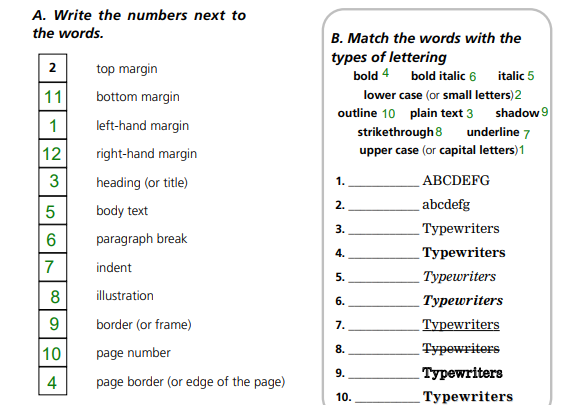 A. Write the numbers next to
the words.
2 top margin
11 bottom margin
1 left-hand margin
12 right-hand margin
3 heading (or title)
5 body text
6 paragraph break
7 indent
8 illustration
9 border (or frame)
10 page number
4 page border (or edge of the page)
B. Match the words with the
types of lettering
bold 4 bold italic 6 italic 5
lower case (or small letters) 2
outline 10 plain text 3 shadow 9
strikethrough 8 underline 7
upper case (or capital letters) 1
1. ________ ABCDEFG
2. ________ abcdefg
3. ________ Typewriters
4. ________ Typewriters
5. ________ Typewriters
6. ________ Typewriters
7. ________ Typewriters
8. ________ Typewriters
9. ________ Typewriters
10. ________ Typewriters